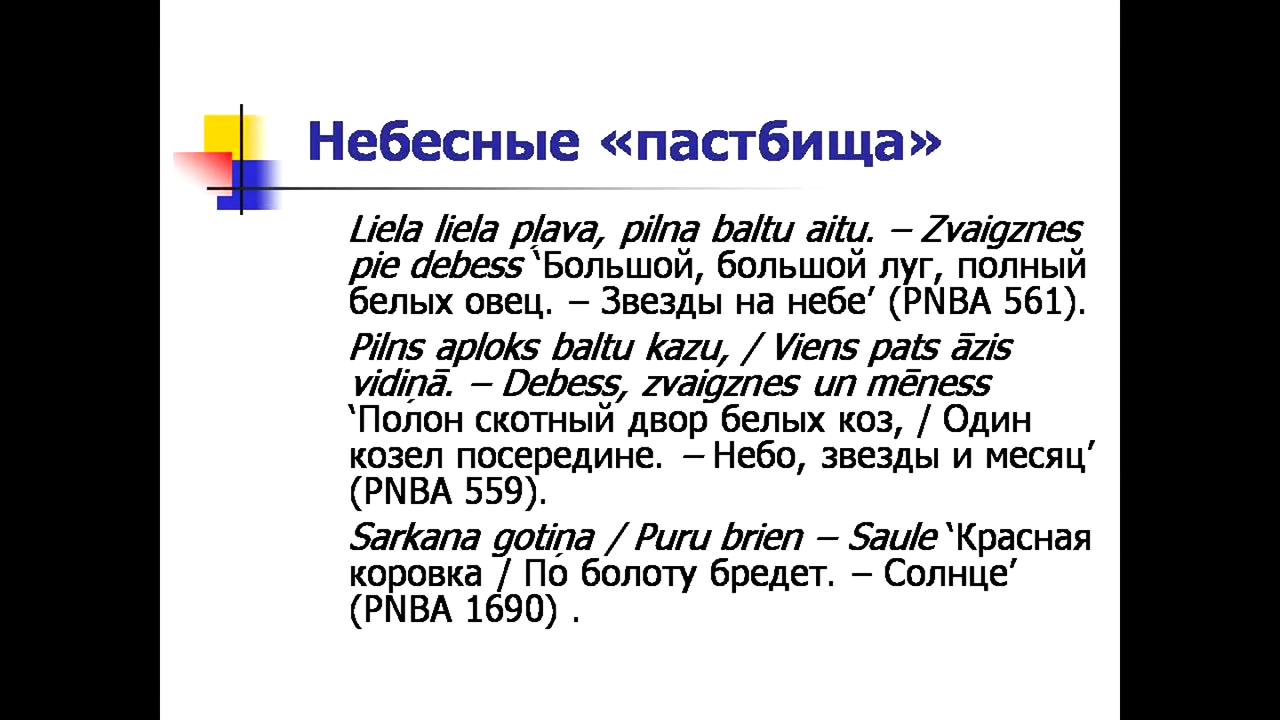 Небесные «пастбища»
Liela liela pļava, pilna baltu aitu. – Zvaigznes
pie debess ‘Большой, большой луг, полный
белых овец. – Звезды на небе’ (PNBA 561).
Pilns aploks baltu kazu, / Viens pats āzis
vidiņā. – Debess, zvaigznes un mēness
‘Полон скотный двор белых коз, / Один
козел посередине. – Небо, звезды и месяц’
(PNBA 559).
Sarkana gotiņa / Puru brien – Saule ‘Красная
коровка / По болоту бредет. – Солнце’
(PNBA 1690) .